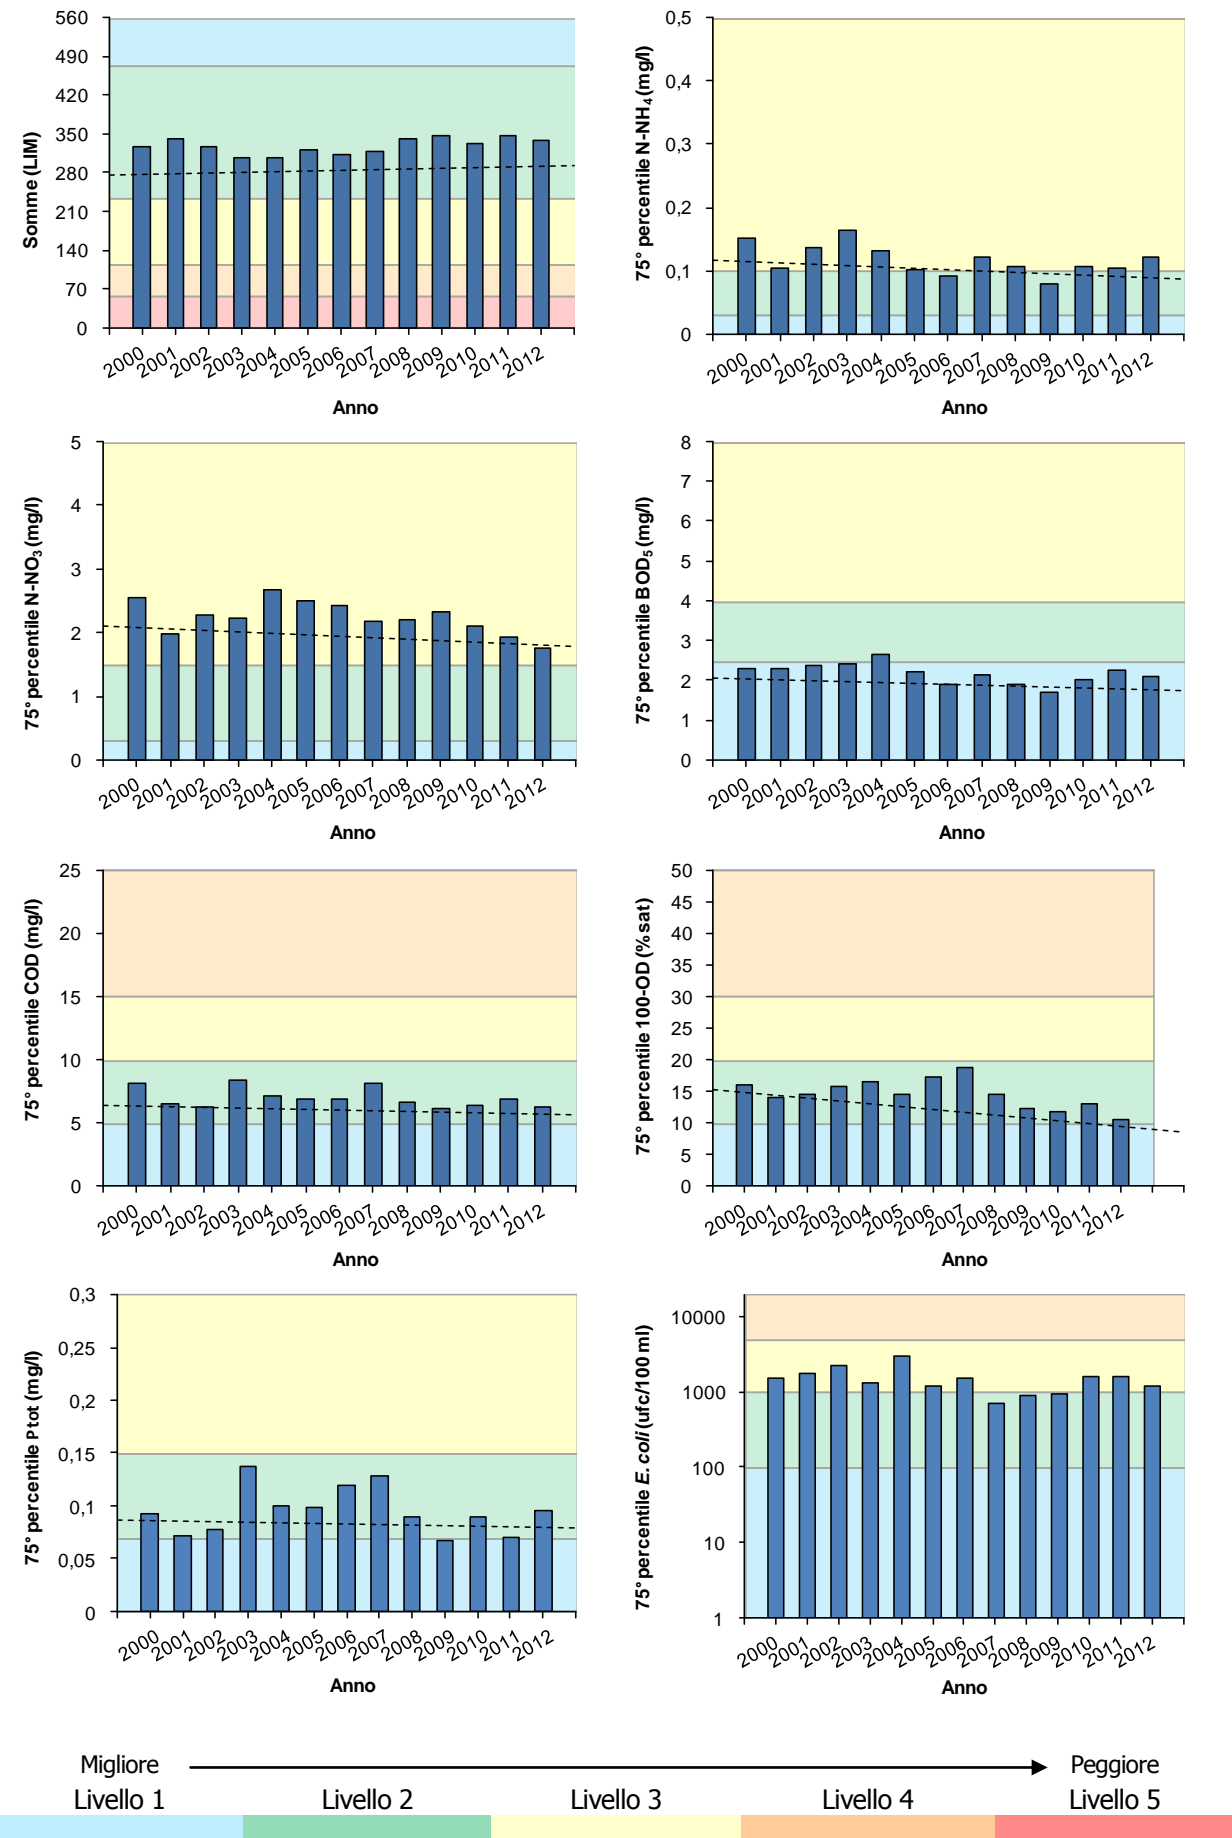 Somme (LIM)
560
490
420
350
280
210
140
70
0
2000 2001 2002 2003 2004 2005 2006 2007 2008 2009 2010 2011 2012
Anno
75° percentile N-NH4 (mg/l)
0,5
0,4
0,3
0,2
0,1
0
2000 2001 2002 2003 2004 2005 2006 2007 2008 2009 2010 2011 2012
Anno
75° percentile N-NO3 (mg/l)
5
4
3
2
1
0
2000 2001 2002 2003 2004 2005 2006 2007 2008 2009 2010 2011 2012
Anno
75° percentile BOD5 (mg/l)
8
7
6
5
4
3
2
1
0
2000 2001 2002 2003 2004 2005 2006 2007 2008 2009 2010 2011 2012
Anno
75° percentile COD (mg/l)
25
20
15
10
5
0
2000 2001 2002 2003 2004 2005 2006 2007 2008 2009 2010 2011 2012
Anno
75° percentile 100-OD (% sat)
50
45
40
35
30
25
20
15
10
5
0
2000 2001 2002 2003 2004 2005 2006 2007 2008 2009 2010 2011 2012
Anno
75° percentile Ptot (mg/l)
0,3
0,25
0,2
0,15
0,1
0,05
0
2000 2001 2002 2003 2004 2005 2006 2007 2008 2009 2010 2011 2012
Anno
75° percentile E.coli (ufc/100 ml)
10000
1000
100
10
1
2000 2001 2002 2003 2004 2005 2006 2007 2008 2009 2010 2011 2012
Anno
Migliore Peggiore
Livello 1 Livello 2 Livello 3 Livello 4 Livello 5